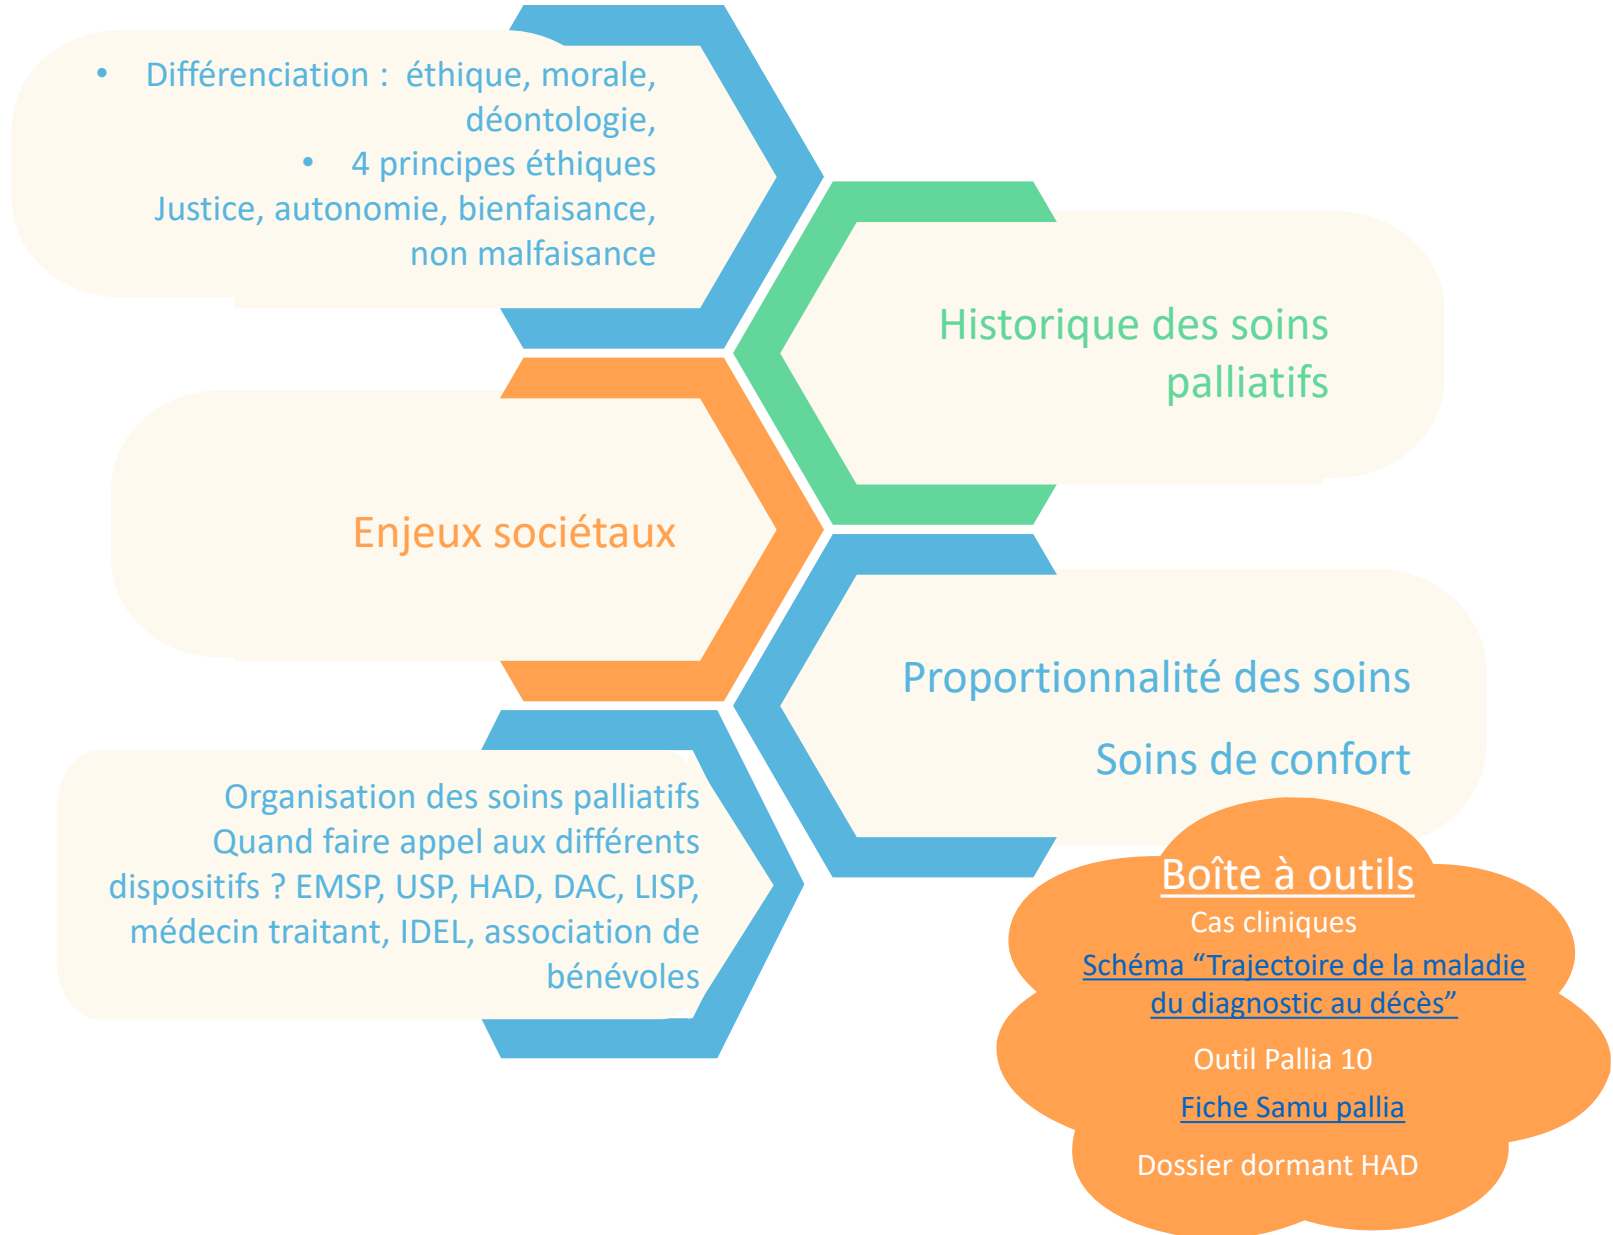 • Différenciation : éthique, morale,
déontologie,
• 4 principes éthiques
Justice, autonomie, bienfaisance,
non malfaisance
Historique des soins
palliatifs
Enjeux sociétaux
Proportionnalité des soins
Soins de confort
Organisation des soins palliatifs
Quand faire appel aux différents
dispositifs ? EMSP, USP, HAD, DAC, LISP,
médecin traitant, IDEL, association de
bénévoles
Boîte à outils
Cas cliniques
Schéma “Trajectoire de la maladie
du diagnostic au décès”
Outil Pallia 10
Fiche Samu pallia
Dossier dormant HAD